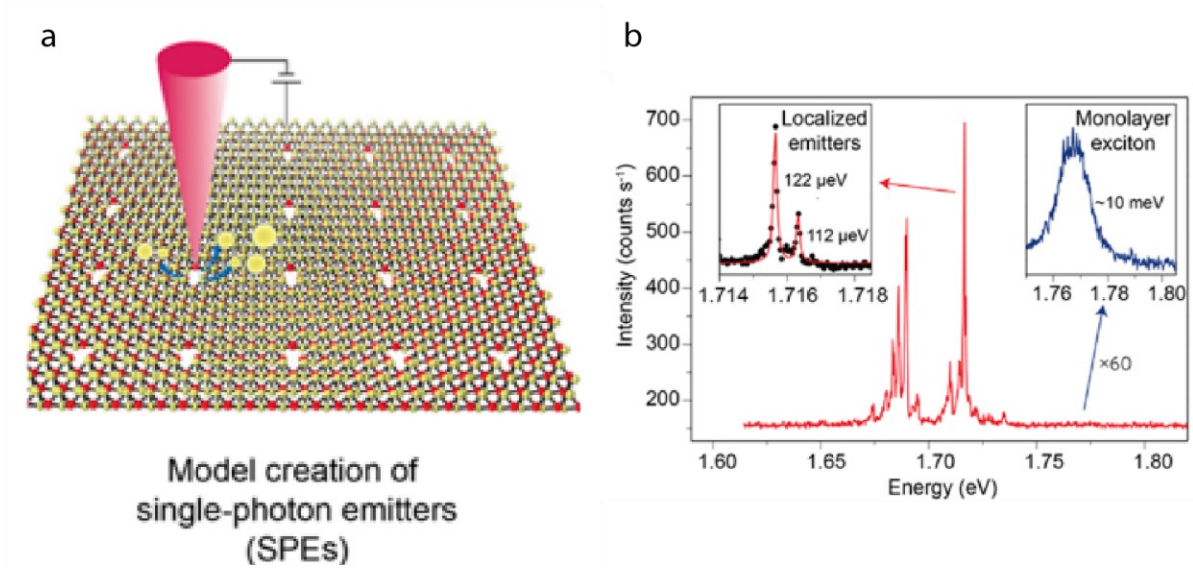 a
Model creation of
single-photon emitters
(SPEs)
b
Intensity (counts s⁻¹)
700
600
500
400
300
200
Localized
emitters
122 µeV
112 µeV
1.714 1.716 1.718
Monolayer
exciton
~10 meV
1.76 1.78 1.80
×60
1.60 1.65 1.70 1.75 1.80
Energy (eV)